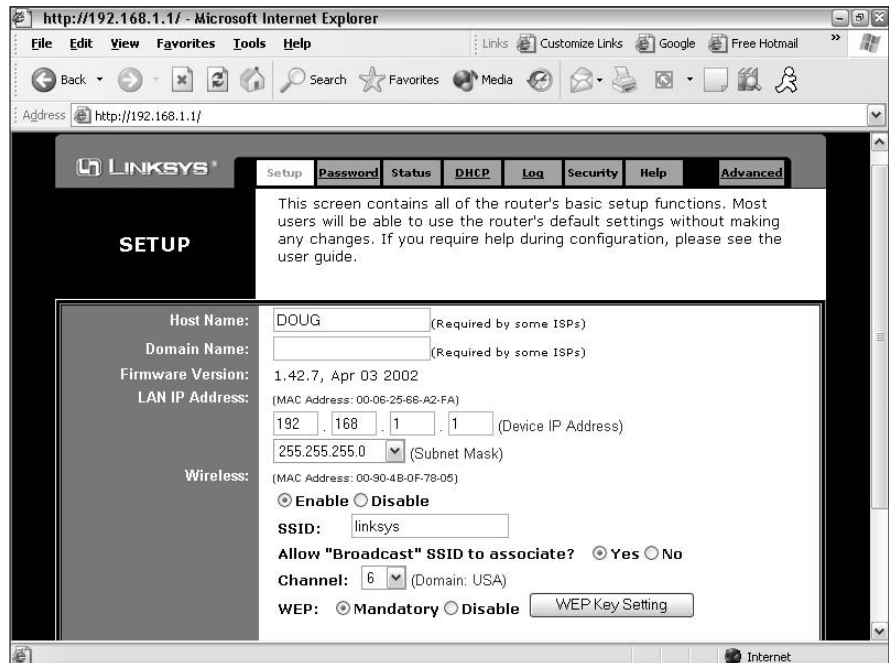 http://192.168.1.1/ - Microsoft Internet Explorer
File Edit View Favorites Tools Help Links Customize Links Google Free Hotmail »
Back Search Favorites Media
Address http://192.168.1.1/
LINKSYS® Setup Password Status DHCP Log Security Help Advanced
This screen contains all of the router's basic setup functions. Most
users will be able to use the router's default settings without making
any changes. If you require help during configuration, please see the
user guide.
SETUP
Host Name: DOUG (Required by some ISPs)
Domain Name: (Required by some ISPs)
Firmware Version: 1.42.7, Apr 03 2002
LAN IP Address: (MAC Address: 00-06-25-66-A2-FA)
192 . 168 . 1 . 1 (Device IP Address)
255.255.255.0 (Subnet Mask)
Wireless: (MAC Address: 00-90-4B-0F-78-05)
Enable Disable
SSID: linksys
Allow "Broadcast" SSID to associate? Yes No
Channel: 6 (Domain: USA)
WEP: Mandatory Disable WEP Key Setting
Internet